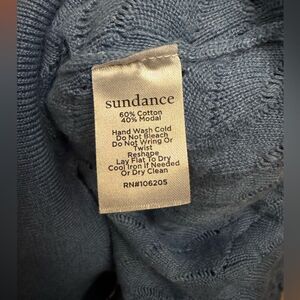 sundance
60% Cotton
40% Modal
Hand Wash Cold
Do Not Bleach
Do Not Wring Or
Twist
Reshape
Lay Flat To Dry
Cool Iron If Needed
Or Dry Clean
RN#106205